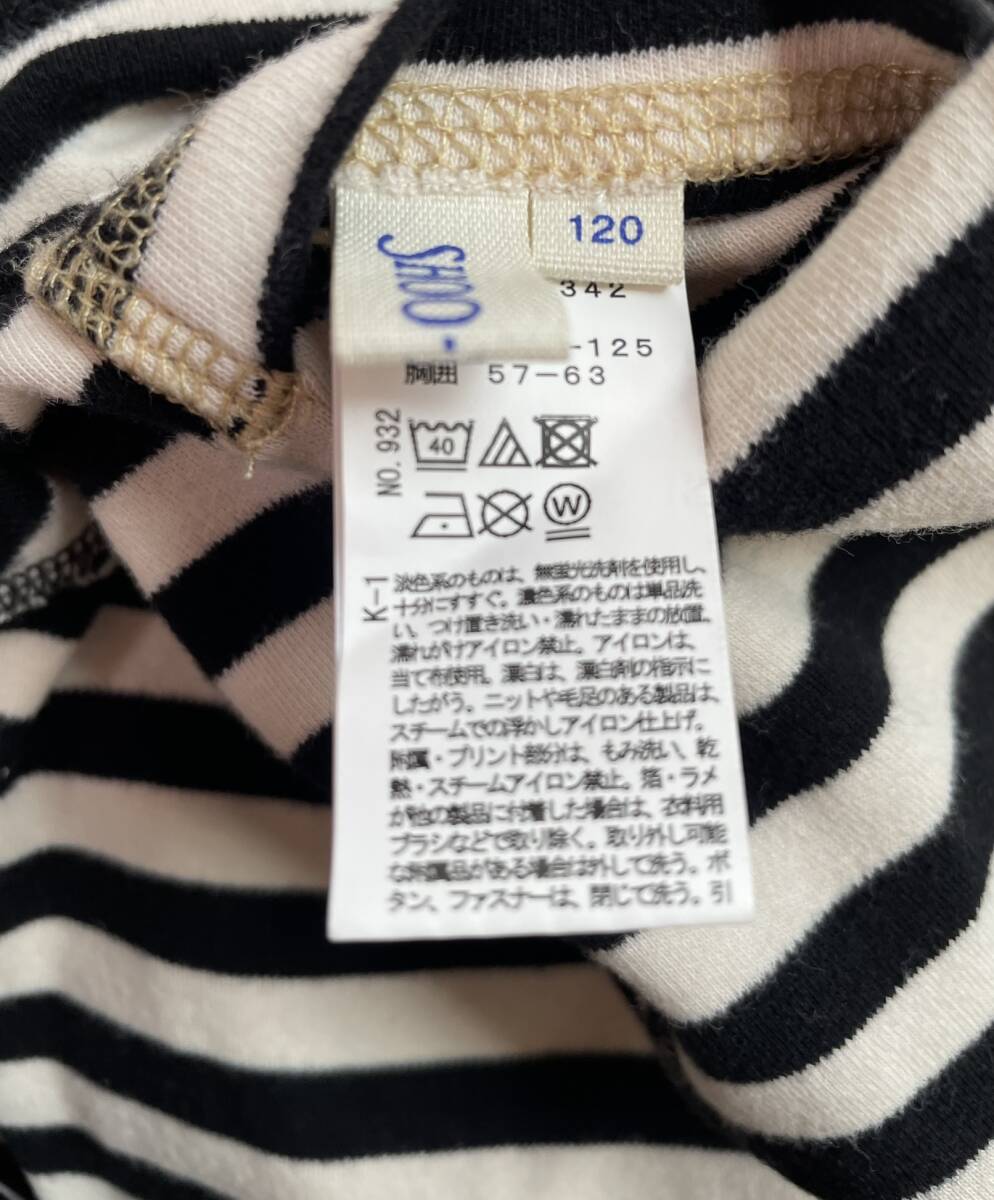 SHOO
120
342
-125
胸囲 57-63
NO. 932
40
W
K-1
淡色系のものは、無蛍光洗剤を使用し、
十分にすすぐ。濃色系のものは単品洗
い、つけ置き洗い・濡れたままの放置、
濡れがけアイロン禁止。アイロンは、
当て布使用。漂白は、漂白剤の指示に
したがう。ニットや毛足のある製品は、
スチームでの浮かしアイロン仕上げ。
附属・プリント部分は、もみ洗い、乾
熱・スチームアイロン禁止。箔・ラメ
が他の製品に付着した場合は、衣料用
ブラシなどで取り除く。取り外し可能
な附属品がある場合は外して洗う。ボ
タン、ファスナーは、閉じて洗う。引